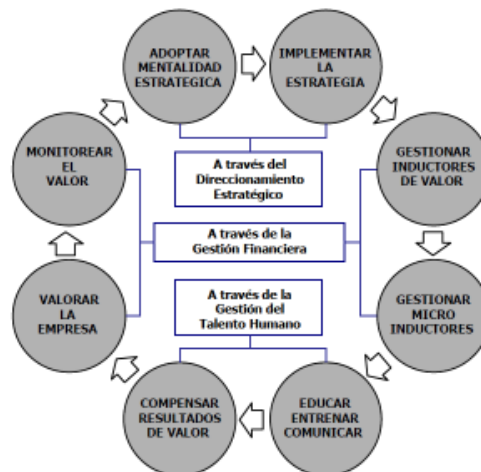 ADOPTAR
MENTALIDAD
ESTRATEGICA
IMPLEMENTAR
LA
ESTRATEGIA
MONITOREAR
EL
VALOR
A través del
Direccionamiento
Estratégico
GESTIONAR
INDUCTORES
DE VALOR
A través de la
Gestión Financiera
VALORAR
LA
EMPRESA
A través de la
Gestión del
Talento Humano
GESTIONAR
MICRO
INDUCTORES
COMPENSAR
RESULTADOS
DE VALOR
EDUCAR
ENTRENAR
COMUNICAR